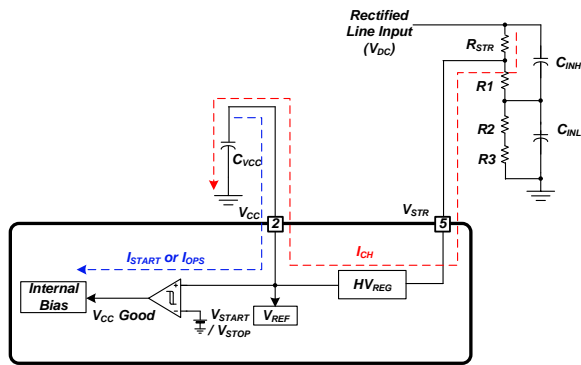 Rectified
Line Input
(VDC)
RSTR
CINH
R1
R2
CINL
R3
CVCC
VCC
2
VSTR
5
ISTART or IOPS
ICH
Internal
Bias
VCC Good
+
−
VSTART
/ VSTOP
VREF
HVREG